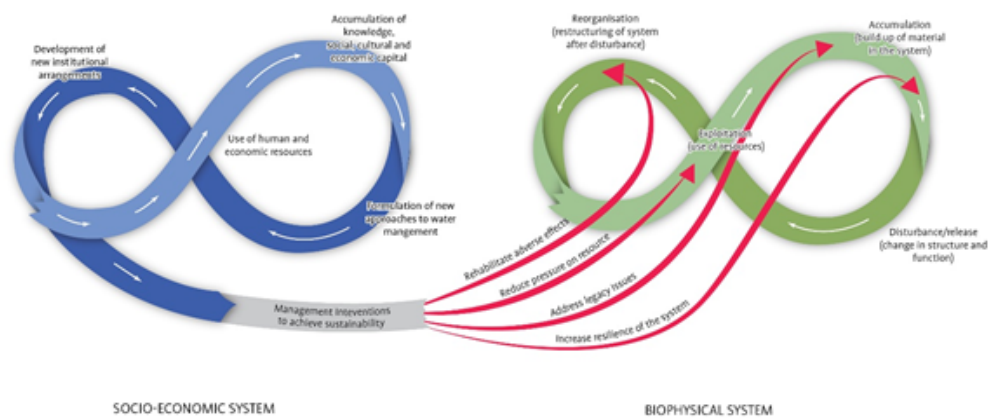 Development of
new institutional
arrangements
Accumulation of
knowledge,
social, cultural and
economic capital
Use of human and
economic resources
Formulation of new
approaches to water
mangement
Management Inteventions
to achieve sustainability
Reorganisation
(restructuring of system
after disturbance)
Accumulation
(build up of material
in the system)
Exploitation
(use of resources)
Disturbance/release
(change in structure and
function)
Rehabilitate adverse effects
Reduce pressure on resource
Address legacy issues
Increase resilience of the system
SOCIO-ECONOMIC SYSTEM
BIOPHYSICAL SYSTEM